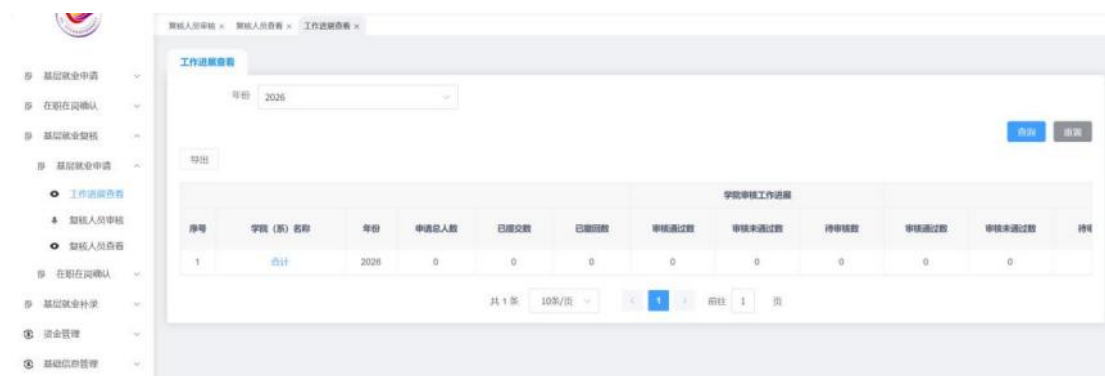 复核人员审核 × 复核人员查看 × 工作进展查看 ×
工作进展查看
年份 2026
查询 重置
导出
基层就业申请
在职在岗确认
基层就业复核
基层就业申请
工作进展查看
复核人员审核
复核人员查看
在职在岗确认
基层就业补录
资金管理
基础信息管理
学院审核工作进展
序号 学院（系）名称 年份 申请总人数 已提交数 已撤回数 审核通过数 审核未通过数 待审核数 审核通过数 审核未通过数
1 合计 2026 0 0 0 0 0 0 0 0
共 1 条 10条/页 < 1 > 前往 1 页